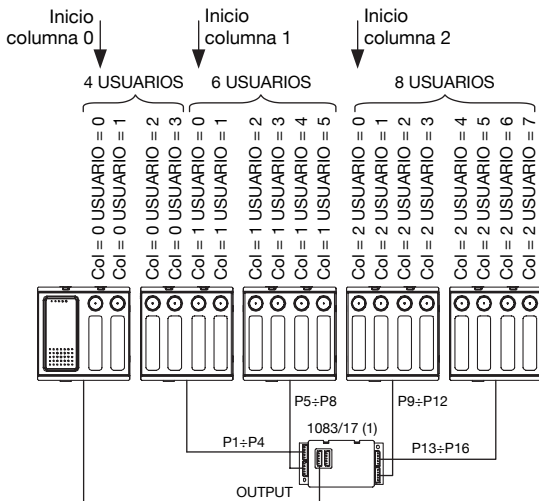 Inicio
columna 0
Inicio
columna 1
Inicio
columna 2
4 USUARIOS
6 USUARIOS
8 USUARIOS
Col = 0 USUARIO = 0
Col = 0 USUARIO = 1
Col = 0 USUARIO = 2
Col = 0 USUARIO = 3
Col = 1 USUARIO = 0
Col = 1 USUARIO = 1
Col = 1 USUARIO = 2
Col = 1 USUARIO = 3
Col = 1 USUARIO = 4
Col = 1 USUARIO = 5
Col = 2 USUARIO = 0
Col = 2 USUARIO = 1
Col = 2 USUARIO = 2
Col = 2 USUARIO = 3
Col = 2 USUARIO = 4
Col = 2 USUARIO = 5
Col = 2 USUARIO = 6
Col = 2 USUARIO = 7
P5÷P8
P9÷P12
1083/17 (1)
P1÷P4
P13÷P16
OUTPUT